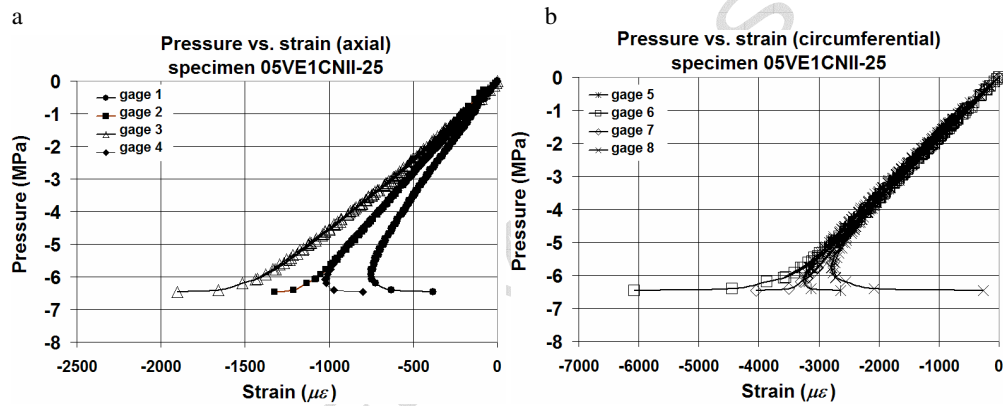 a
Pressure vs. strain (axial)
specimen 05VE1CNII-25
0
-1
-2
-3
-4
-5
-6
-7
-8
Pressure (MPa)
gage 1
gage 2
gage 3
gage 4
-2500 -2000 -1500 -1000 -500 0
Strain (με)
b
Pressure vs. strain (circumferential)
specimen 05VE1CNII-25
0
-1
-2
-3
-4
-5
-6
-7
-8
Pressure (MPa)
gage 5
gage 6
gage 7
gage 8
-7000 -6000 -5000 -4000 -3000 -2000 -1000 0
Strain (με)